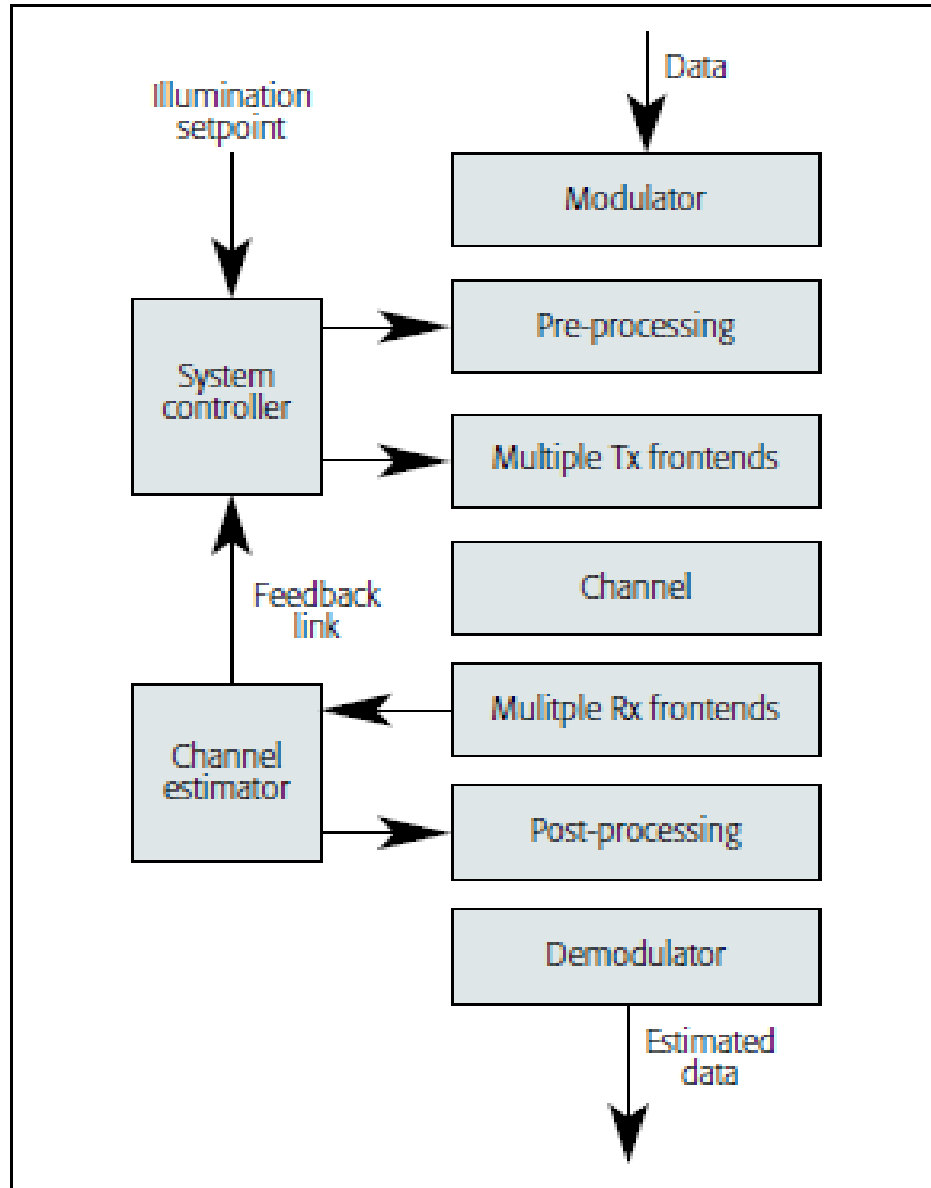 Data
Illumination
setpoint
Modulator
Pre-processing
System
controller
Multiple Tx frontends
Channel
Feedback
link
Mulitple Rx frontends
Channel
estimator
Post-processing
Demodulator
Estimated
data